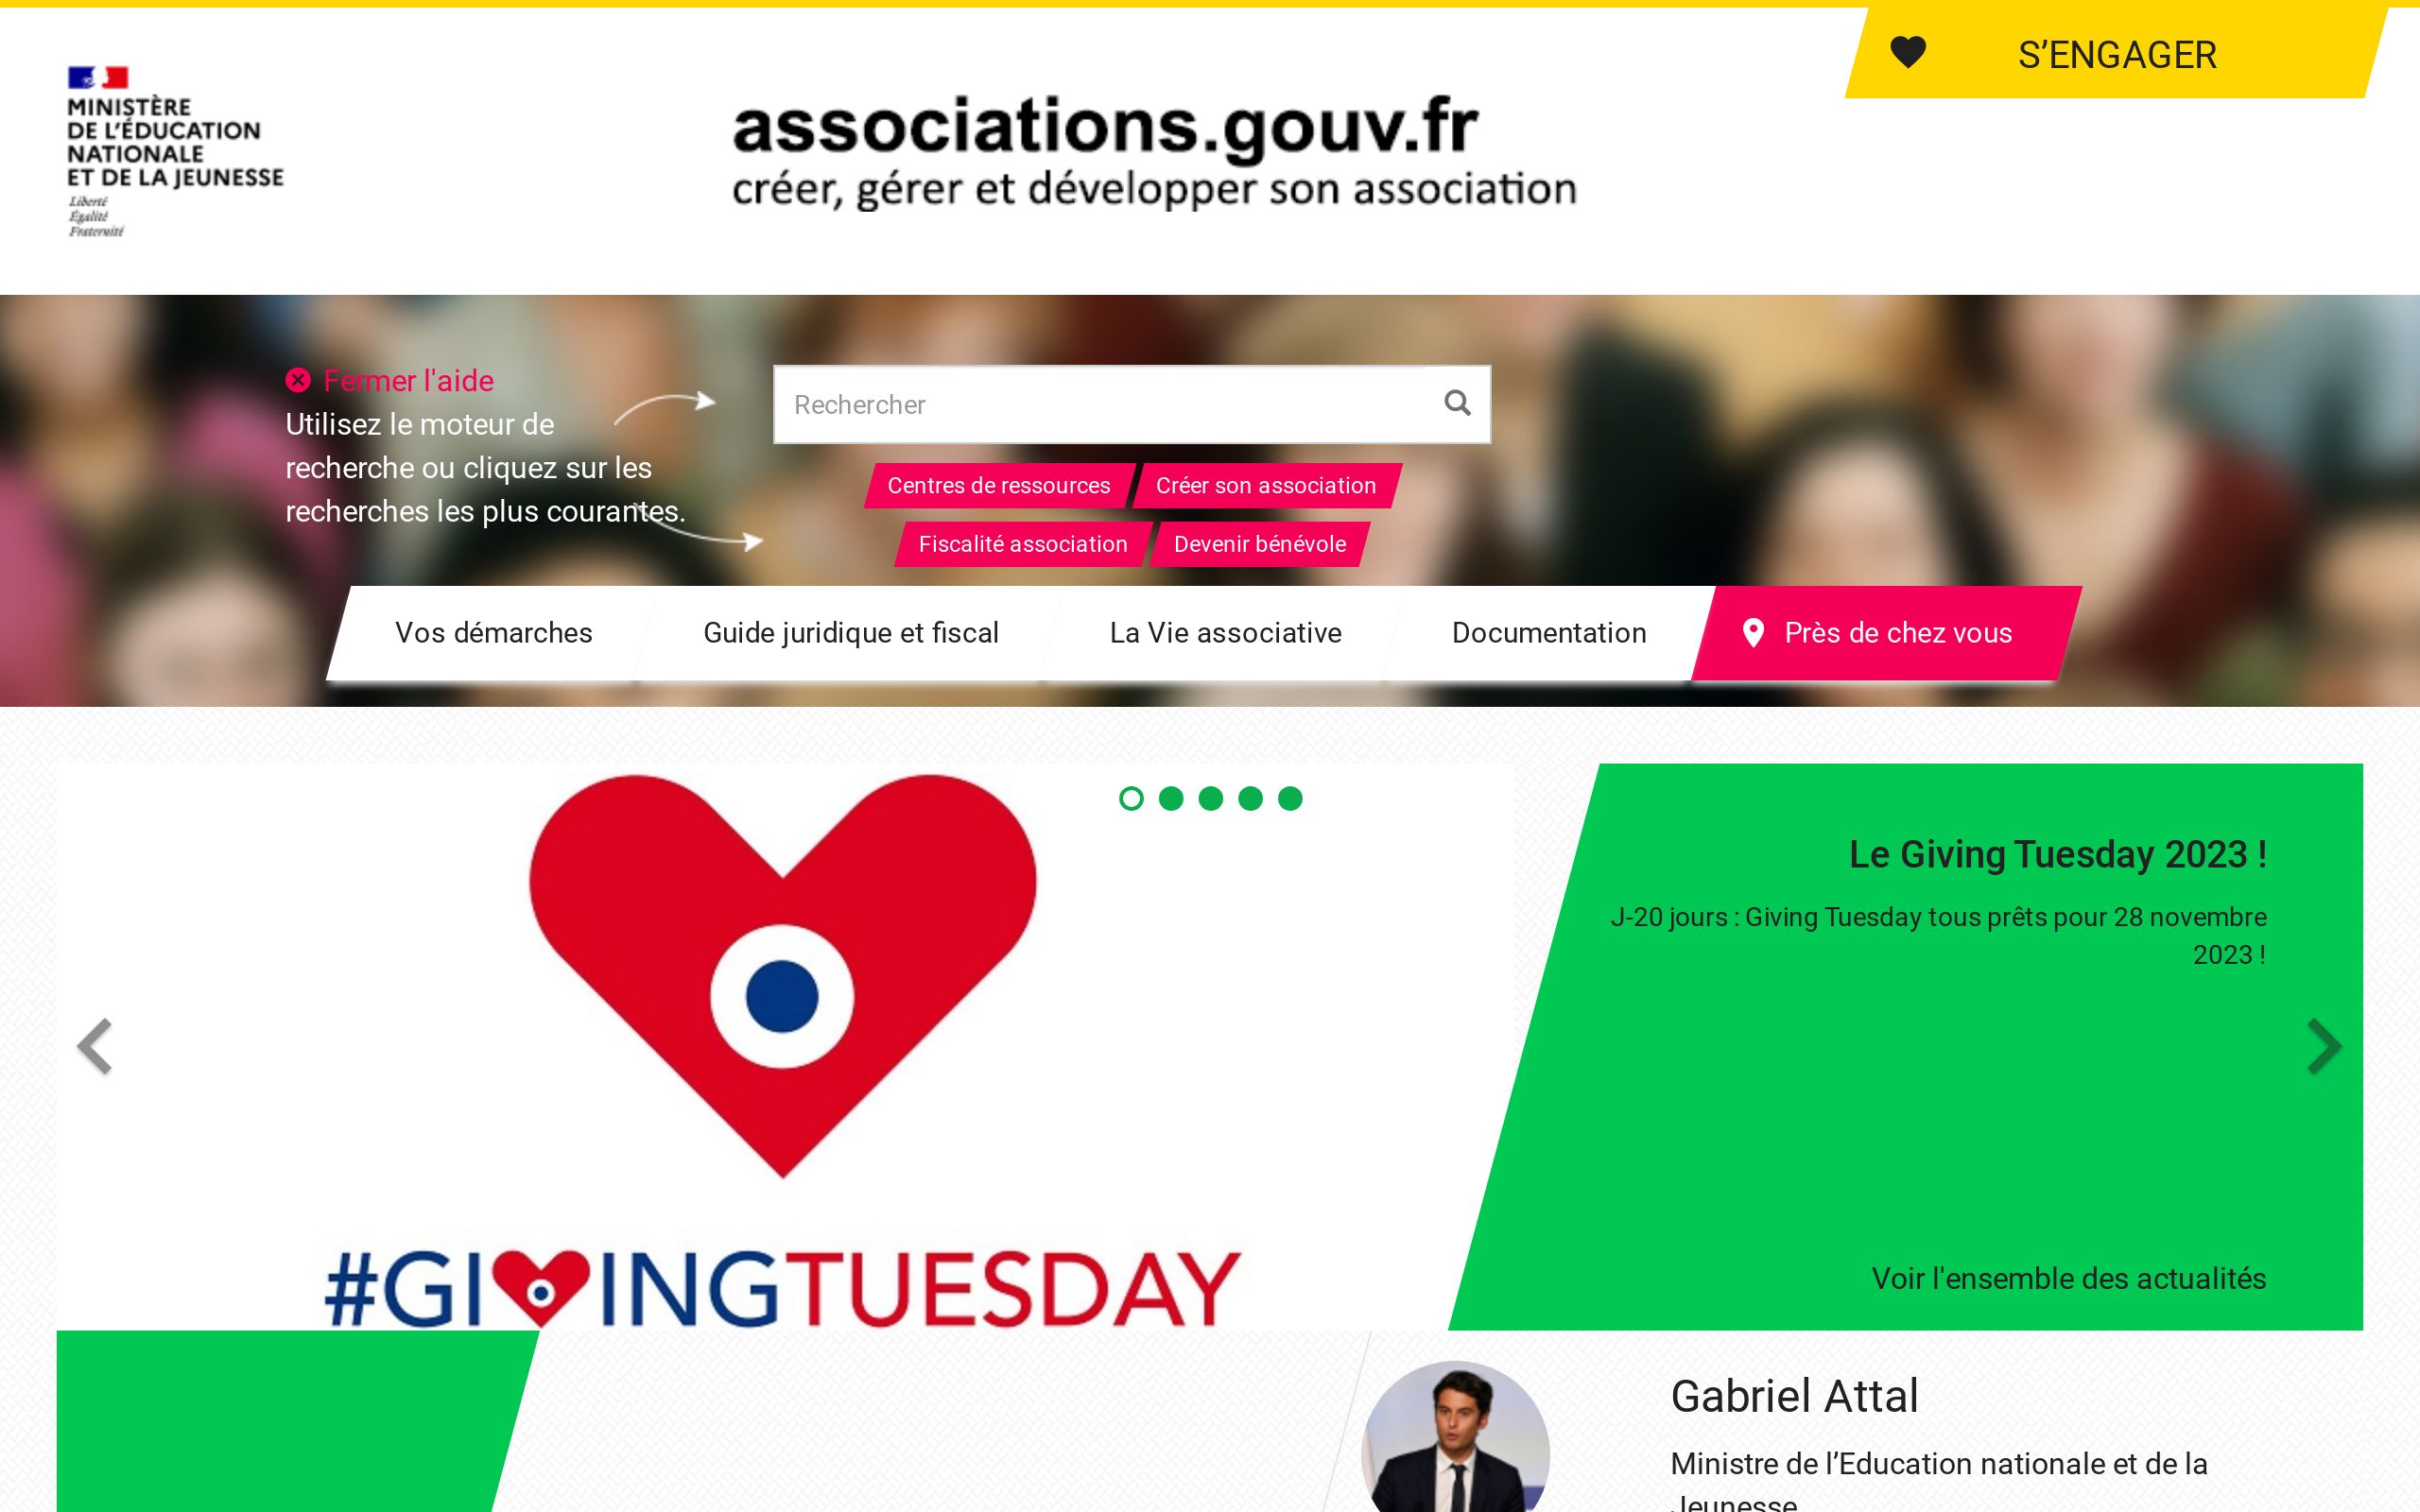 S’ENGAGER
MINISTÈRE
DE L’ÉDUCATION
NATIONALE
ET DE LA JEUNESSE
Liberté
Égalité
Fraternité
associations.gouv.fr
créer, gérer et développer son association
Fermer l'aide
Utilisez le moteur de
recherche ou cliquez sur les
recherches les plus courantes.
Rechercher
Centres de ressources
Créer son association
Fiscalité association
Devenir bénévole
Vos démarches
Guide juridique et fiscal
La Vie associative
Documentation
Près de chez vous
#GIVINGTUESDAY
Le Giving Tuesday 2023 !
J-20 jours : Giving Tuesday tous prêts pour 28 novembre
2023 !
Voir l'ensemble des actualités
Gabriel Attal
Ministre de l’Education nationale et de la
Jeunesse